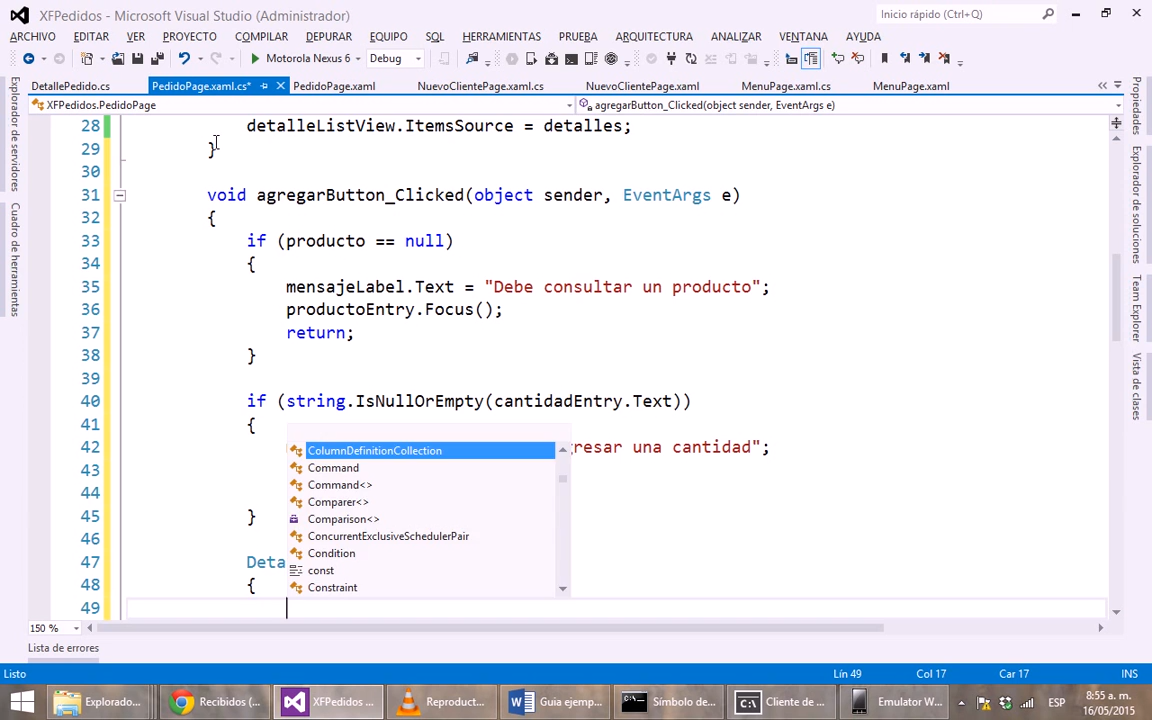 XFPedidos - Microsoft Visual Studio (Administrador)
Inicio rápido (Ctrl+Q)
ARCHIVO EDITAR VER PROYECTO COMPILAR DEPURAR EQUIPO SQL HERRAMIENTAS PRUEBA ARQUITECTURA ANALIZAR VENTANA AYUDA
Motorola Nexus 6 Debug
DetallePedido.cs PedidoPage.xaml.cs* PedidoPage.xaml NuevoClientePage.xaml.cs NuevoClientePage.xaml MenuPage.xaml.cs MenuPage.xaml
XFPedidos.PedidoPage agregarButton_Clicked(object sender, EventArgs e)
Explorador de servidores
Cuadro de herramientas
28 detalleListView.ItemsSource = detalles;
29 }
30
31 void agregarButton_Clicked(object sender, EventArgs e)
32 {
33 if (producto == null)
34 {
35 mensajeLabel.Text = "Debe consultar un producto";
36 productoEntry.Focus();
37 return;
38 }
39
40 if (string.IsNullOrEmpty(cantidadEntry.Text))
41 {
42 gresar una cantidad";
43
44
45 }
46
47 Deta
48 {
49
ColumnDefinitionCollection
Command
Command<>
Comparer<>
Comparison<>
ConcurrentExclusiveSchedulerPair
Condition
const
Constraint
Propiedades
Explorador de soluciones
Team Explorer
Vista de clases
150 %
Lista de errores
Listo Lín 49 Col 17 Car 17 INS
Explorado... Recibidos (... XFPedidos ... Reproduct... Guia ejemp... Símbolo de... Cliente de ... Emulator W... ESP 8:55 a. m.
16/05/2015